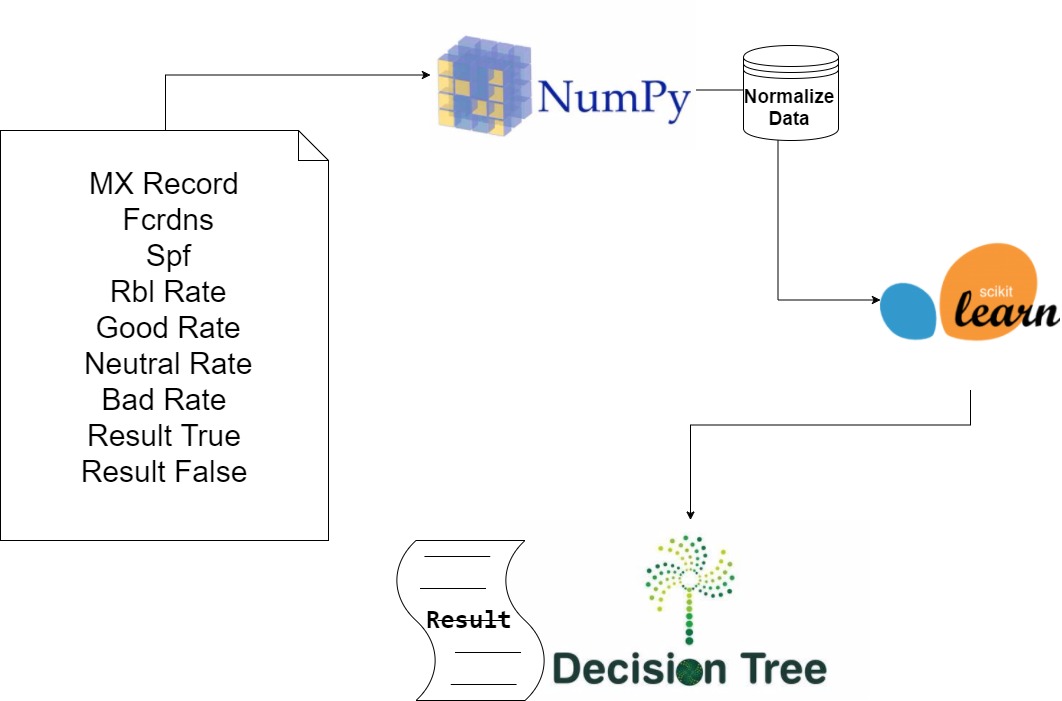 NumPy
Normalize
Data
MX Record
Fcrdns
Spf
Rbl Rate
Good Rate
Neutral Rate
Bad Rate
Result True
Result False
scikit
learn
Result
Decision Tree